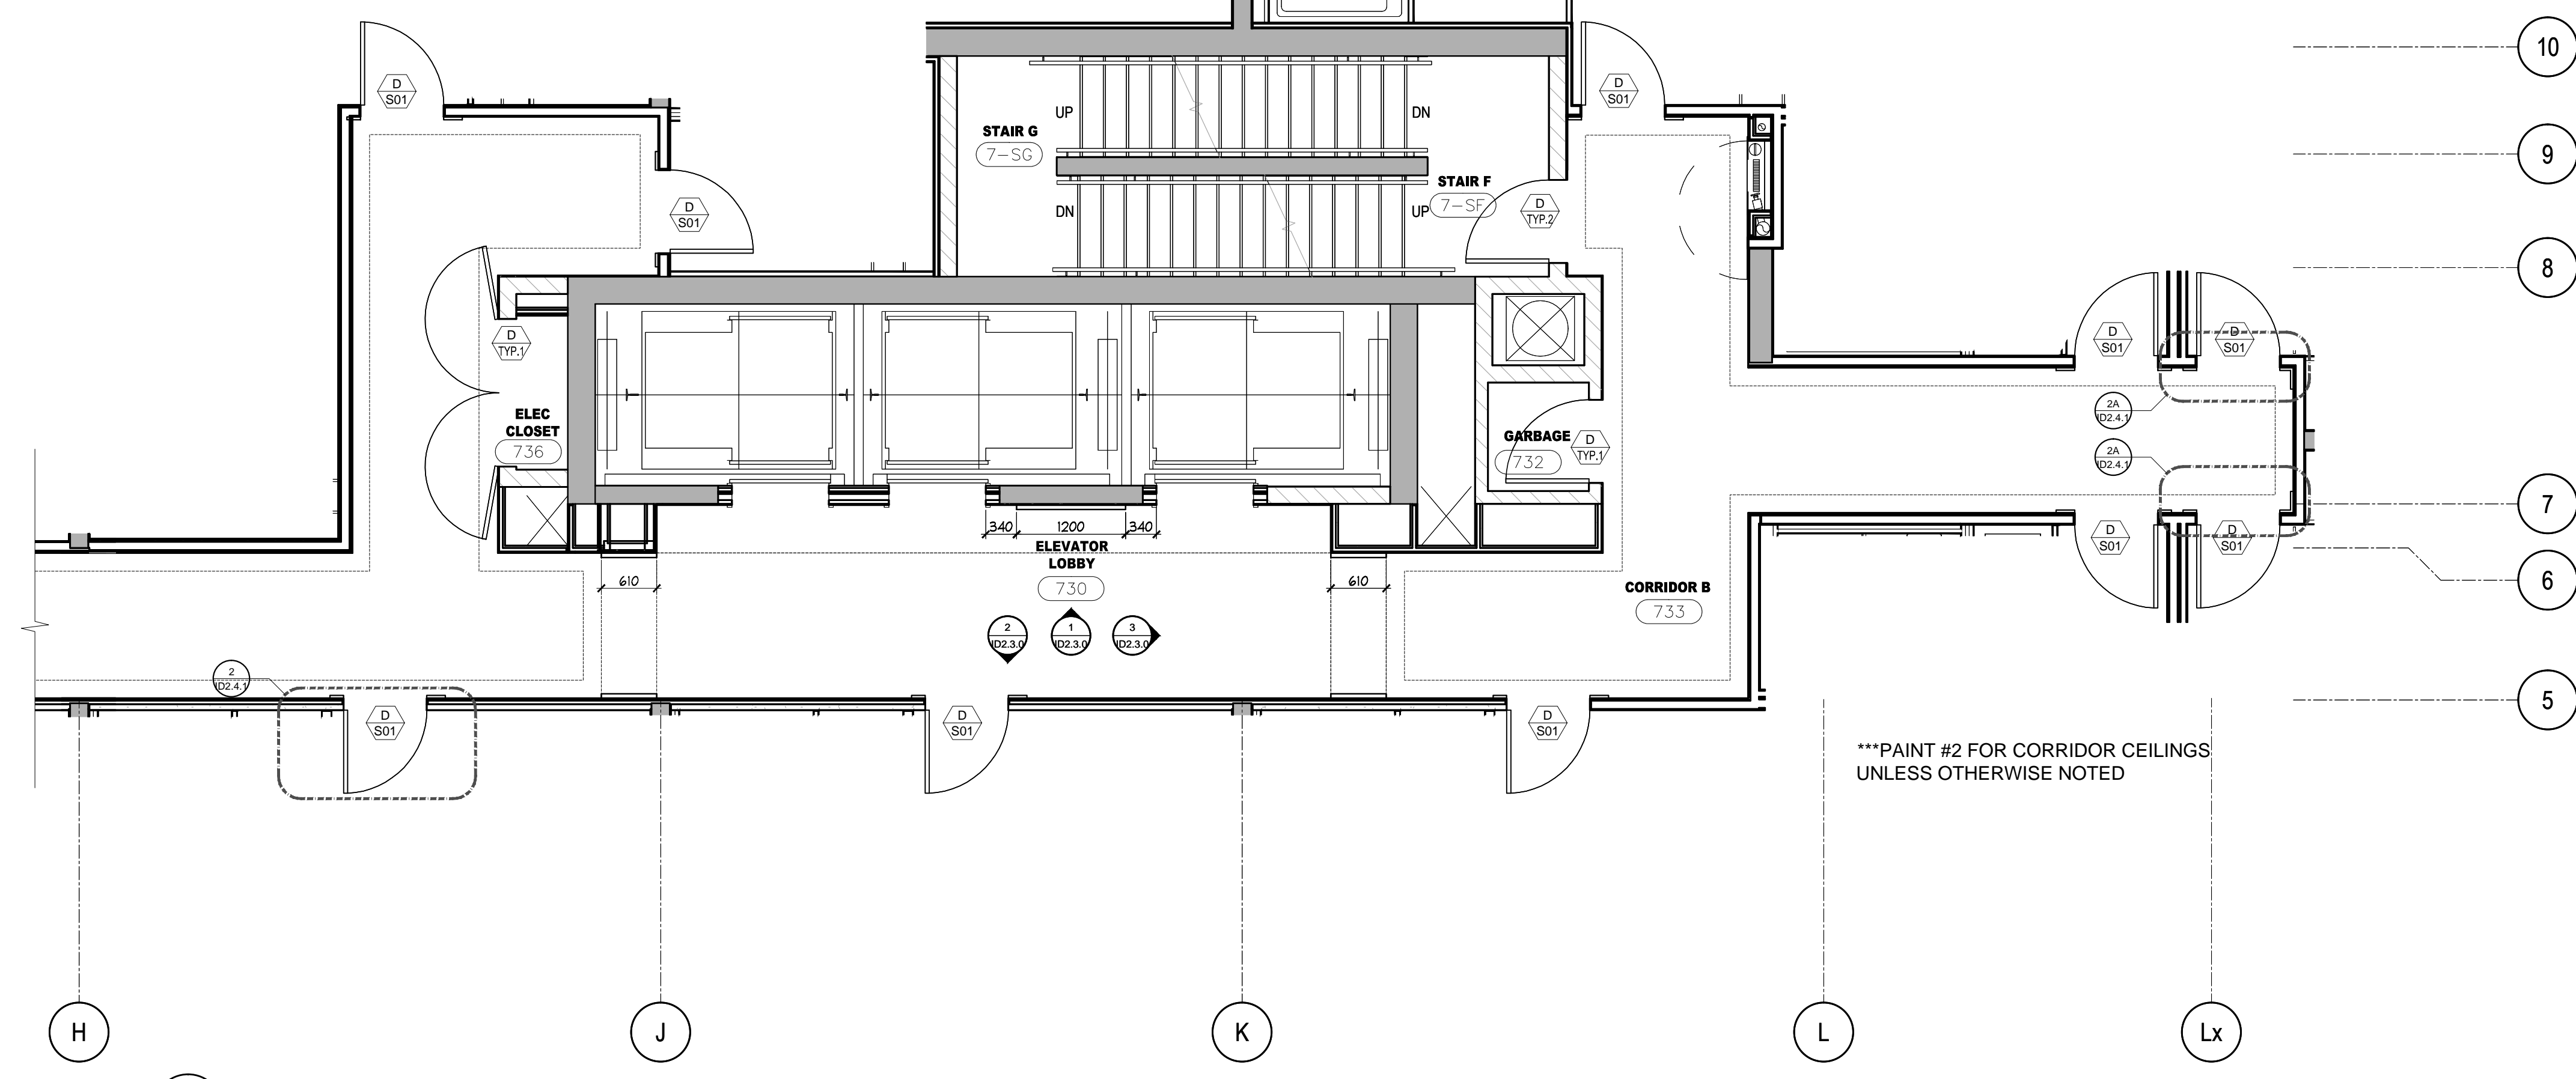 10
D
S01
D
S01
UP
DN
STAIR G
7-SG
9
STAIR F
7-SF
D
S01
DN
UP
D
TYP.2
8
D
TYP.1
D
S01
D
S01
ELEC
CLOSET
736
GARBAGE
732
D
TYP.1
2A
ID2.4.1
2A
ID2.4.1
7
340
1200
340
D
S01
D
S01
ELEVATOR
LOBBY
730
610
610
CORRIDOR B
733
6
2
ID2.3.0
1
ID2.3.0
3
ID2.3.0
2
ID2.4.1
5
D
S01
D
S01
D
S01
***PAINT #2 FOR CORRIDOR CEILINGS
UNLESS OTHERWISE NOTED
H
J
K
L
Lx